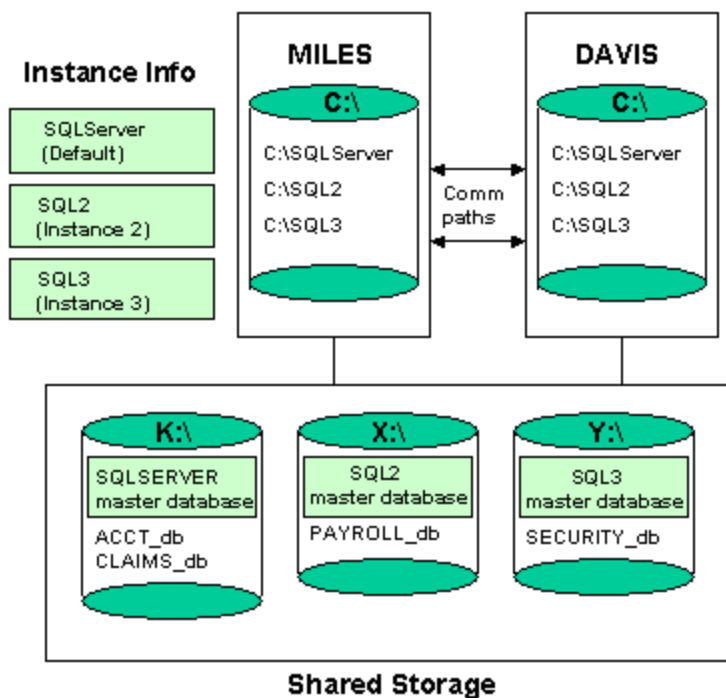 Instance Info
SQLServer
(Default)
SQL2
(Instance 2)
SQL3
(Instance 3)
MILES
C:\
C:\SQLServer
C:\SQL2
C:\SQL3
Comm
paths
DAVIS
C:\
C:\SQLServer
C:\SQL2
C:\SQL3
K:\
SQLSERVER
master database
ACCT_db
CLAIMS_db
X:\
SQL2
master database
PAYROLL_db
Y:\
SQL3
master database
SECURITY_db
Shared Storage